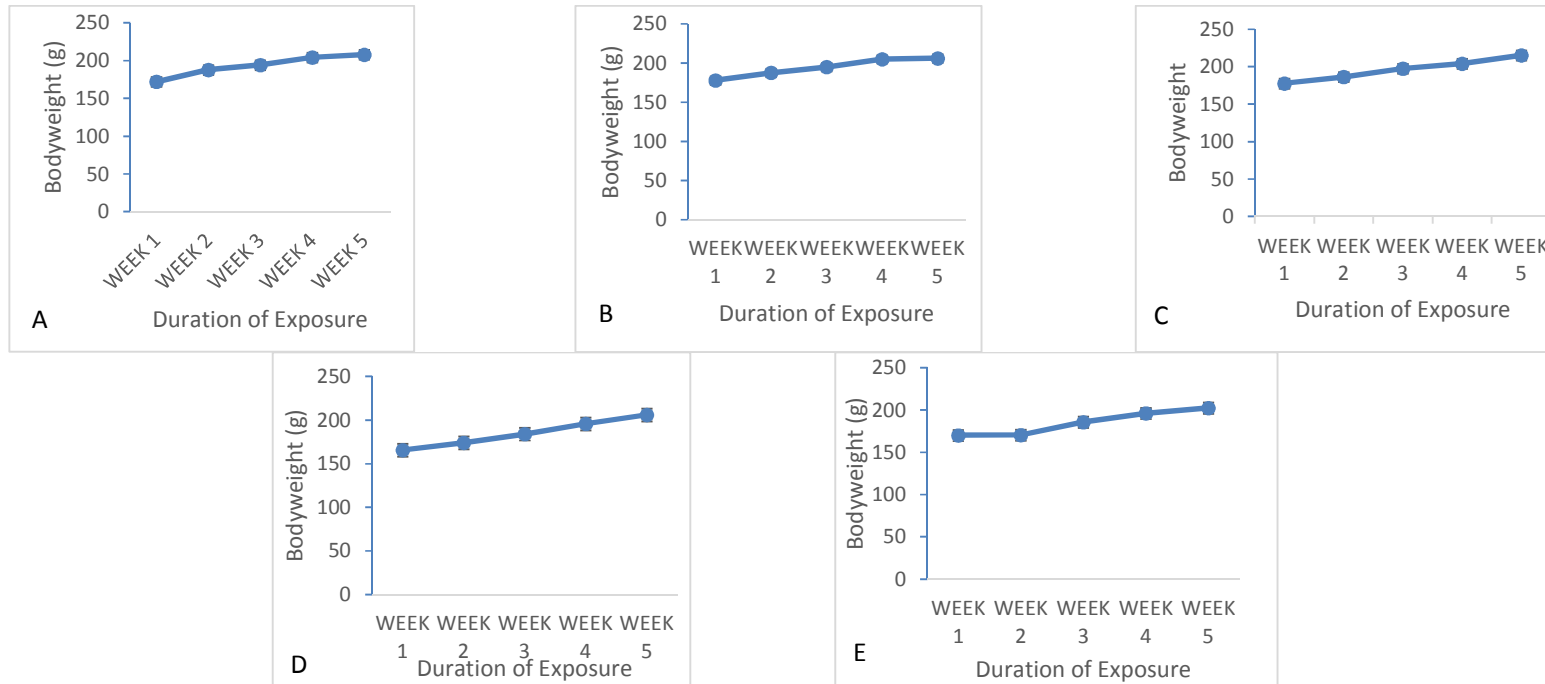 250
200
150
100
50
0
Bodyweight (g)
WEEK 1
WEEK 2
WEEK 3
WEEK 4
WEEK 5
Duration of Exposure
A
250
200
150
100
50
0
Bodyweight (g)
WEEK WEEK WEEK WEEK WEEK
1 2 3 4 5
Duration of Exposure
B
250
200
150
100
50
0
Bodyweight
WEEK WEEK WEEK WEEK WEEK
1 2 3 4 5
Duration of Exposure
C
250
200
150
100
50
0
Bodyweight (g)
WEEK WEEK WEEK WEEK WEEK
1 2 3 4 5
Duration of Exposure
D
250
200
150
100
50
0
Bodyweight (g)
WEEK WEEK WEEK WEEK WEEK
1 2 3 4 5
Duration of Exposure
E